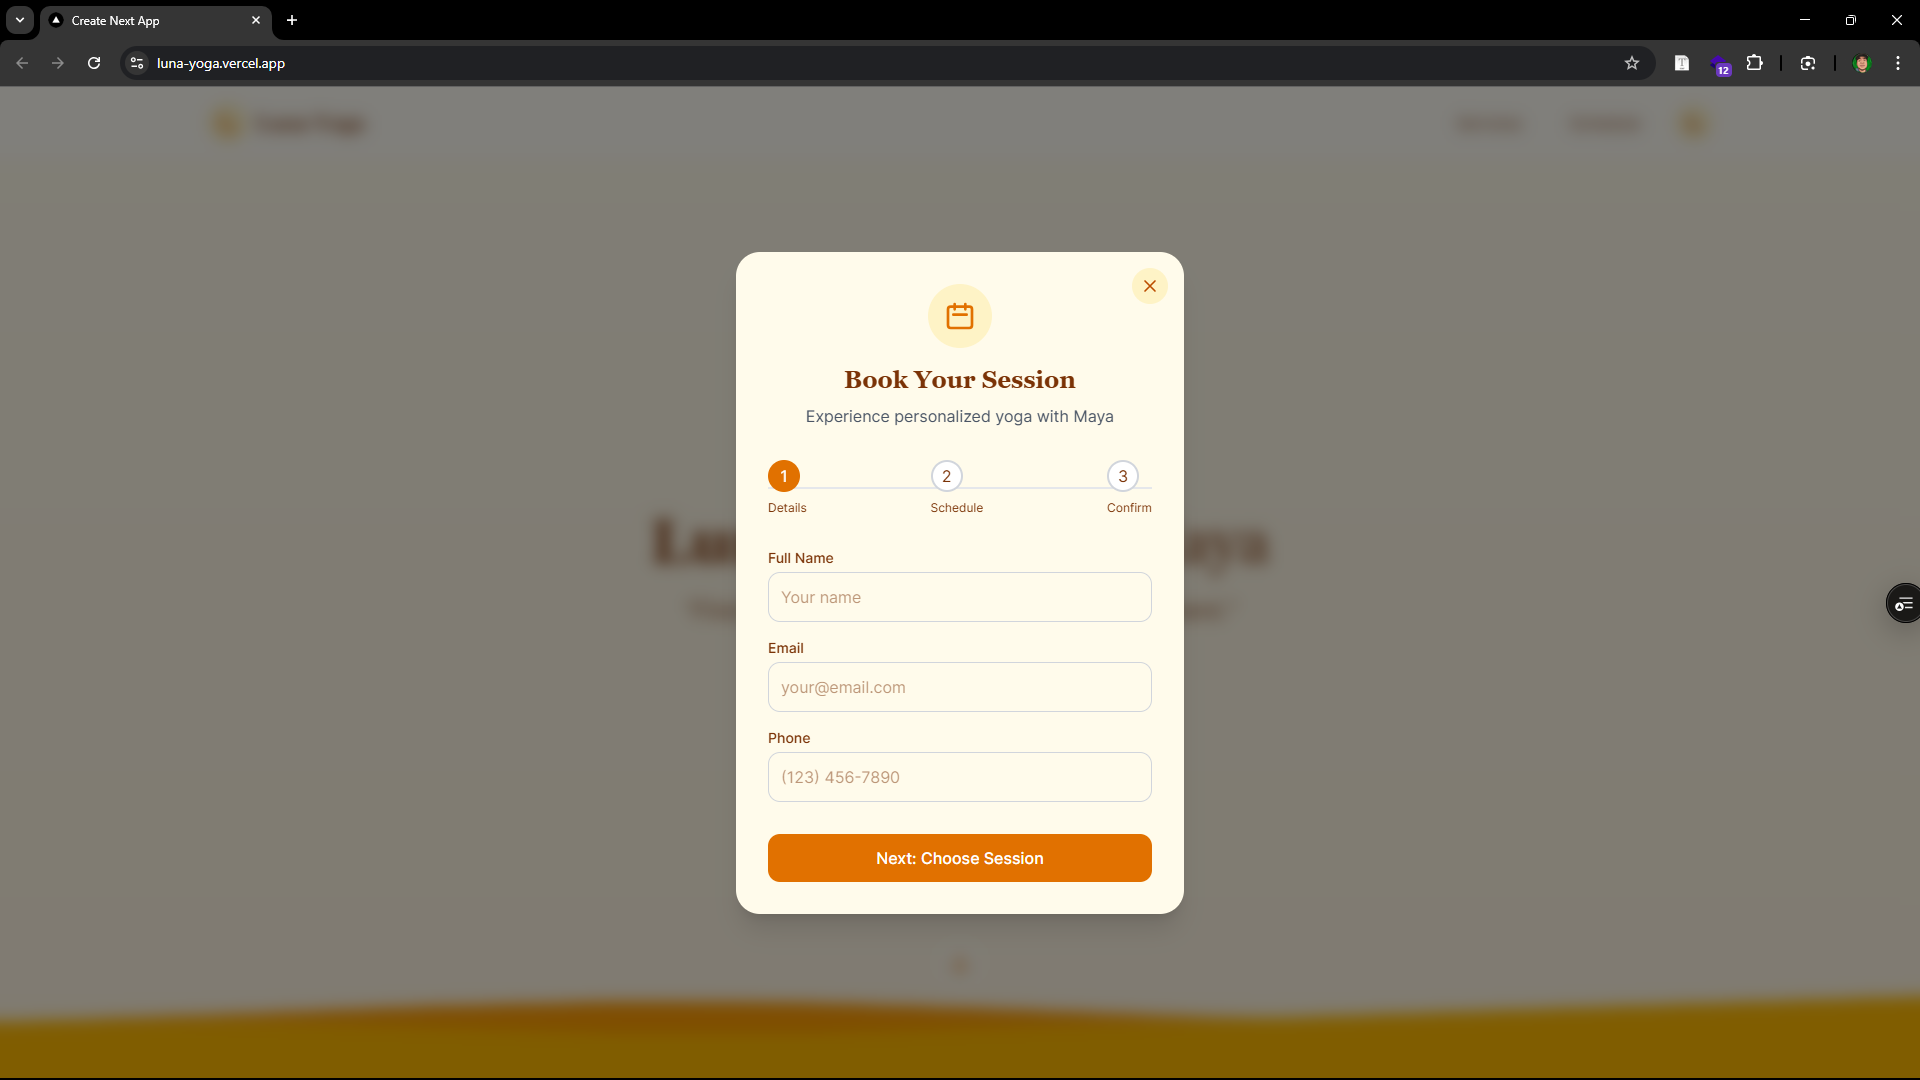 Create Next App
luna-yoga.vercel.app
12
Book Your Session
Experience personalized yoga with Maya
1
2
3
Details
Schedule
Confirm
Full Name
Your name
Email
your@email.com
Phone
(123) 456-7890
Next: Choose Session